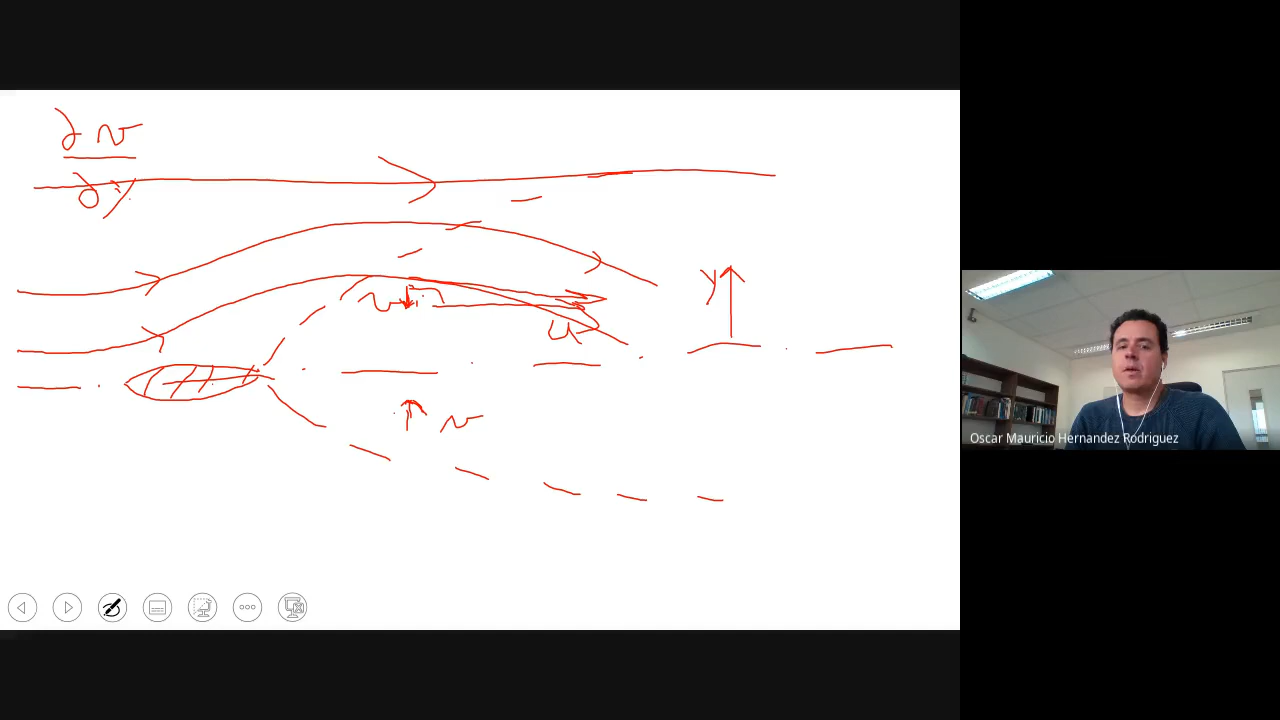 ∂v
∂y
y
v
u
v
Oscar Mauricio Hernandez Rodriguez